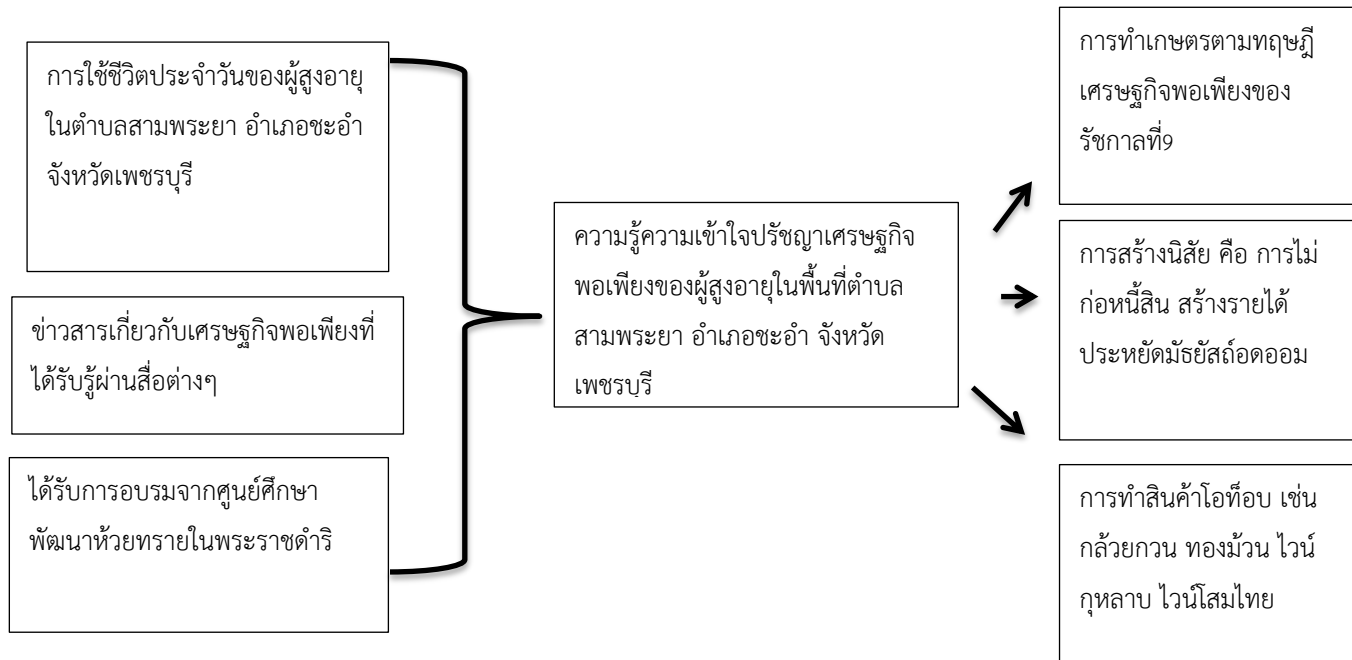 การใช้ชีวิตประจำวันของผู้สูงอายุ
ในตำบลสามพระยา อำเภอชะอำ
จังหวัดเพชรบุรี
ข่าวสารเกี่ยวกับเศรษฐกิจพอเพียงที่
ได้รับรู้ผ่านสื่อต่างๆ
ได้รับการอบรมจากศูนย์ศึกษา
พัฒนาห้วยทรายในพระราชดำริ
ความรู้ความเข้าใจปรัชญาเศรษฐกิจ
พอเพียงของผู้สูงอายุในพื้นที่ตำบล
สามพระยา อำเภอชะอำ จังหวัด
เพชรบุรี
การทำเกษตรตามทฤษฎี
เศรษฐกิจพอเพียงของ
รัชกาลที่9
การสร้างนิสัย คือ การไม่
ก่อหนี้สิน สร้างรายได้
ประหยัดมัธยัสถ์อดออม
การทำสินค้าโอท็อบ เช่น
กล้วยกวน ทองม้วน ไวน์
กุหลาบ ไวน์โสมไทย